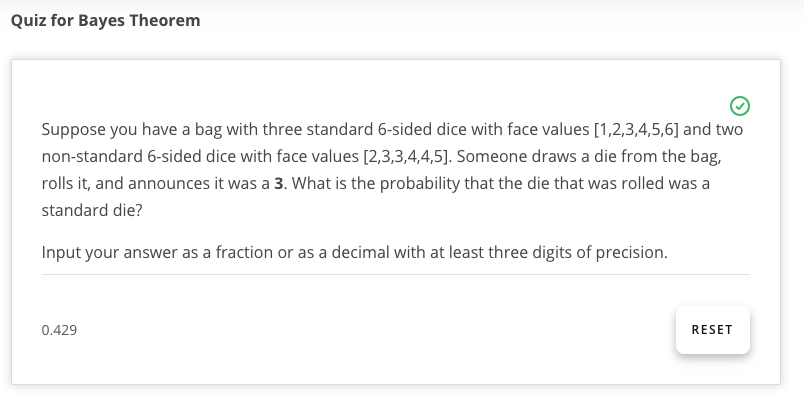 Quiz for Bayes Theorem
Suppose you have a bag with three standard 6-sided dice with face values [1,2,3,4,5,6] and two
non-standard 6-sided dice with face values [2,3,3,4,4,5]. Someone draws a die from the bag,
rolls it, and announces it was a 3. What is the probability that the die that was rolled was a
standard die?
Input your answer as a fraction or as a decimal with at least three digits of precision.
0.429
RESET